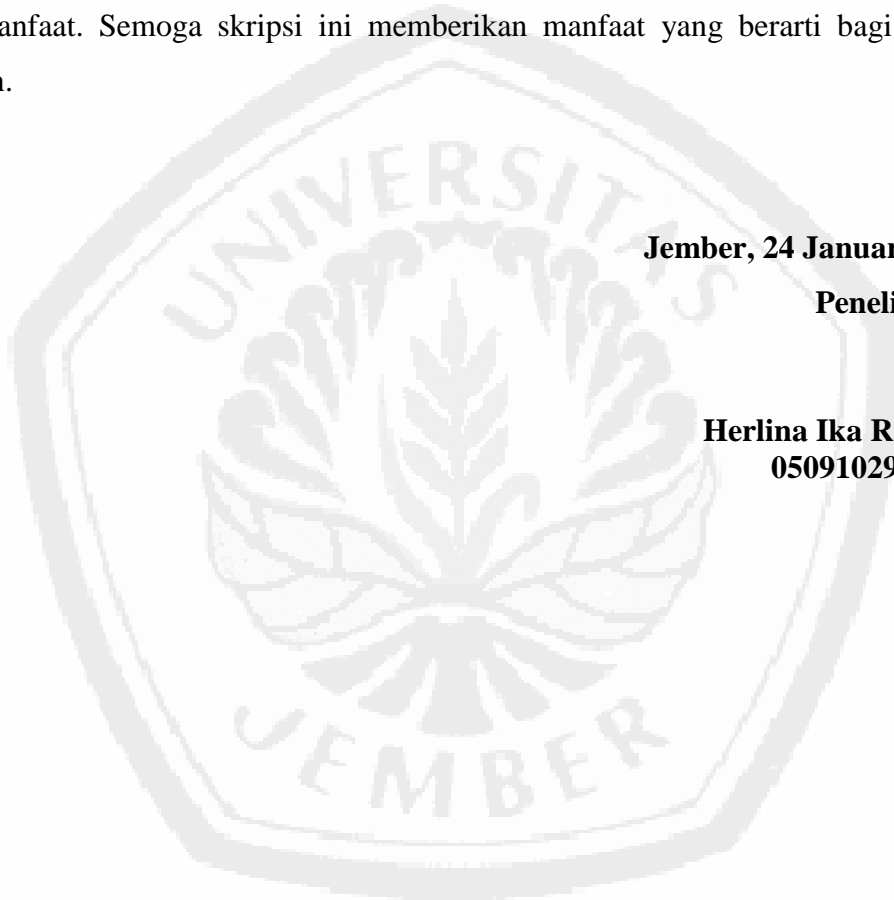 anfaat. Semoga skripsi ini memberikan manfaat yang berarti bagi
n.
UNIVERSITAS
Jember, 24 Januar
Peneli
Herlina Ika R
05091029
JEMBER